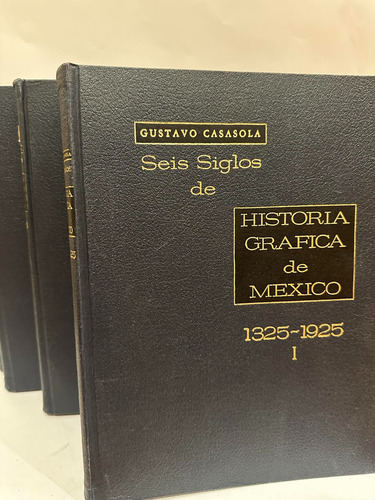 GUSTAVO CASASOLA
Seis Siglos
de
HISTORIA
GRAFICA
de
MEXICO
1325~1925
I